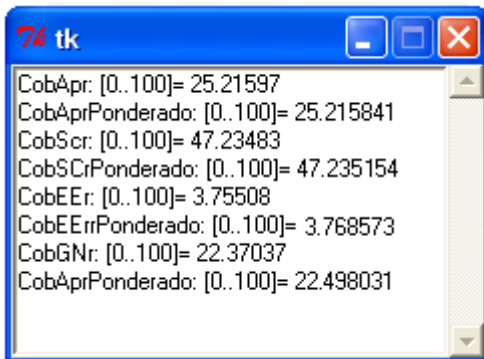 tk
CobApr: [0..100]= 25.21597
CobAprPonderado: [0..100]= 25.215841
CobScr: [0..100]= 47.23483
CobSCrPonderado: [0..100]= 47.235154
CobEEr: [0..100]= 3.75508
CobEErrPonderado: [0..100]= 3.768573
CobGNr: [0..100]= 22.37037
CobAprPonderado: [0..100]= 22.498031